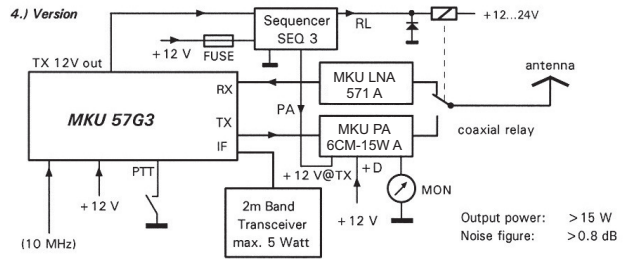 4.) Version
Sequencer
SEQ 3
RL
+12...24V
+12 V
FUSE
TX 12V out
antenna
RX
MKU LNA
571 A
MKU 57G3
PA
TX
MKU PA
6CM-15W A
coaxial relay
IF
PTT
+ 12 V@TX
+D
MON
+12 V
2m Band
Transceiver
max. 5 Watt
+12 V
(10 MHz)
Output power: >15 W
Noise figure: >0.8 dB